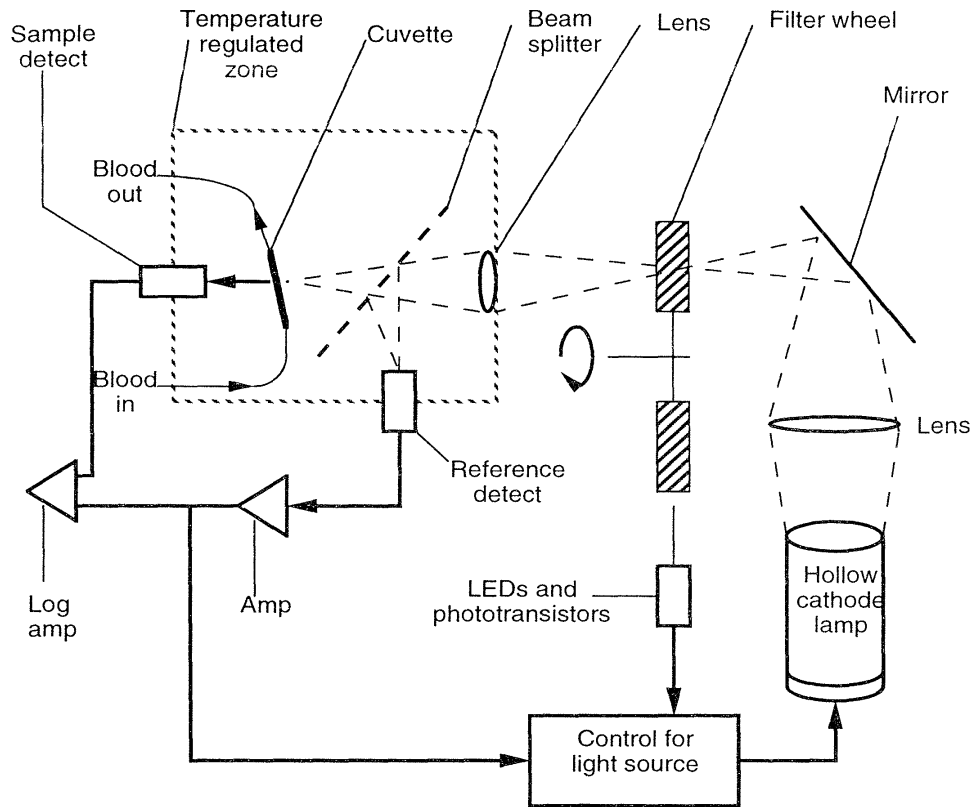 Sample
detect
Temperature
regulated
zone
Cuvette
Beam
splitter
Lens
Filter wheel
Mirror
Blood
out
Blood
in
Reference
detect
Lens
Log
amp
Amp
LEDs and
phototransistors
Hollow
cathode
lamp
Control for
light source